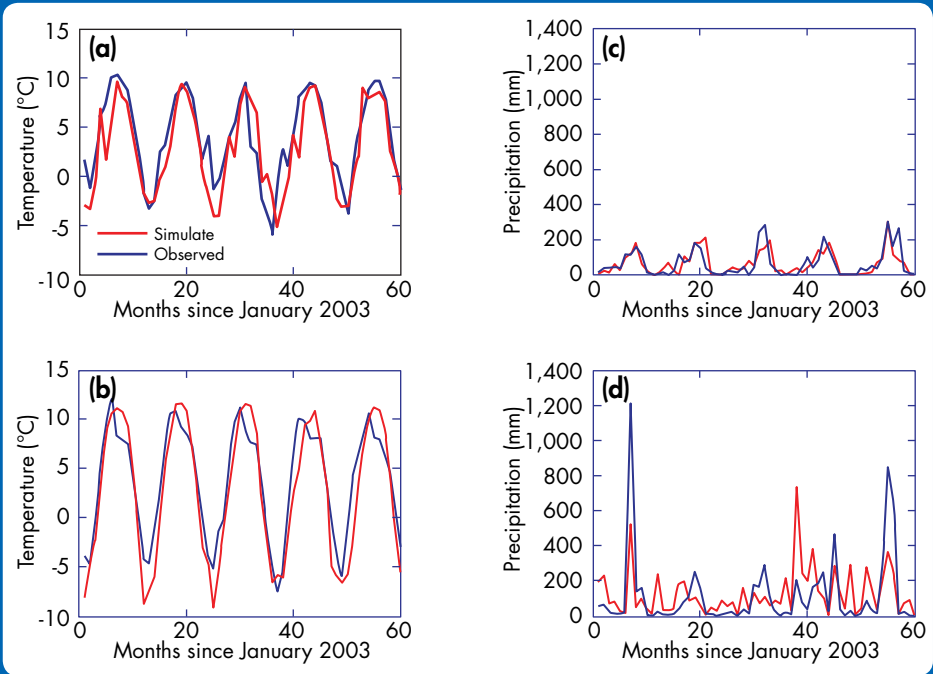 (a)
Temperature (°C)
15
10
5
0
-5
-10
Simulate
Observed
0 20 40 60
Months since January 2003
(c)
Precipitation (mm)
1,400
1,200
1,000
800
600
400
200
0
0 20 40 60
Months since January 2003
(b)
Temperature (°C)
15
10
5
0
-5
-10
0 20 40 60
Months since January 2003
(d)
Precipitation (mm)
1,400
1,200
1,000
800
600
400
200
0
0 20 40 60
Months since January 2003